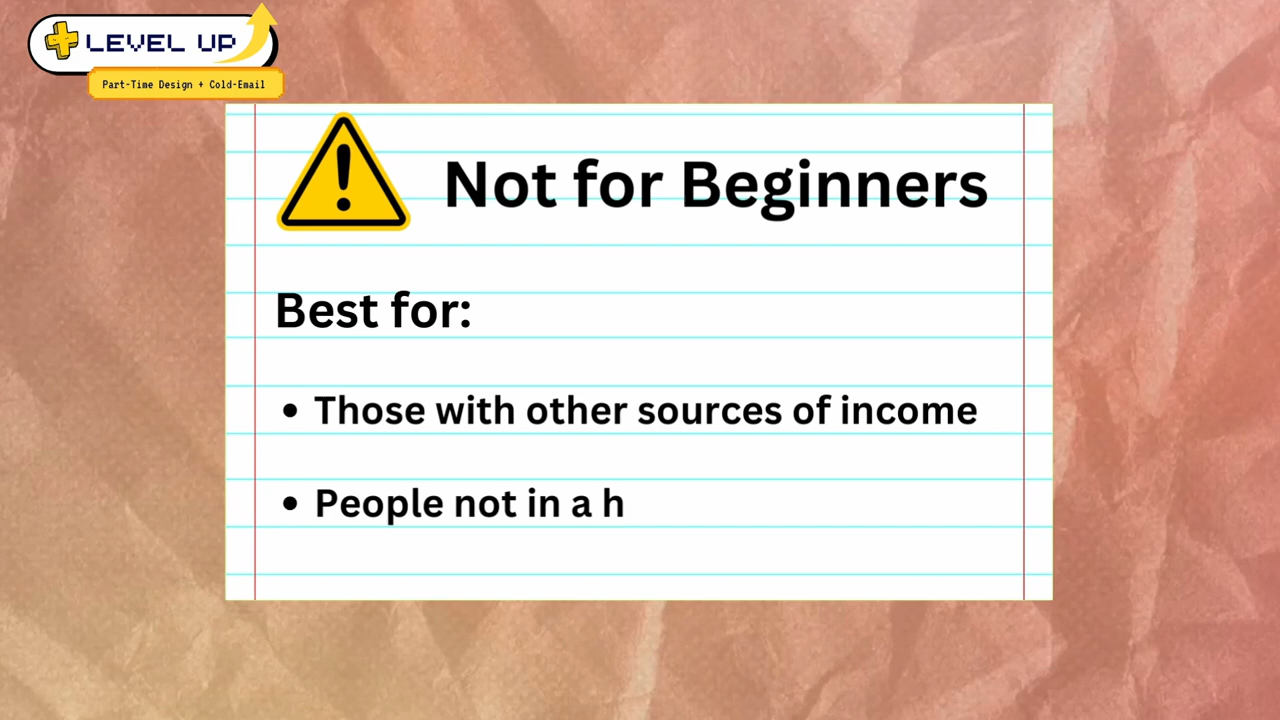 LEVEL UP
Part-Time Design + Cold-Email
Not for Beginners
Best for:
• Those with other sources of income
• People not in a h